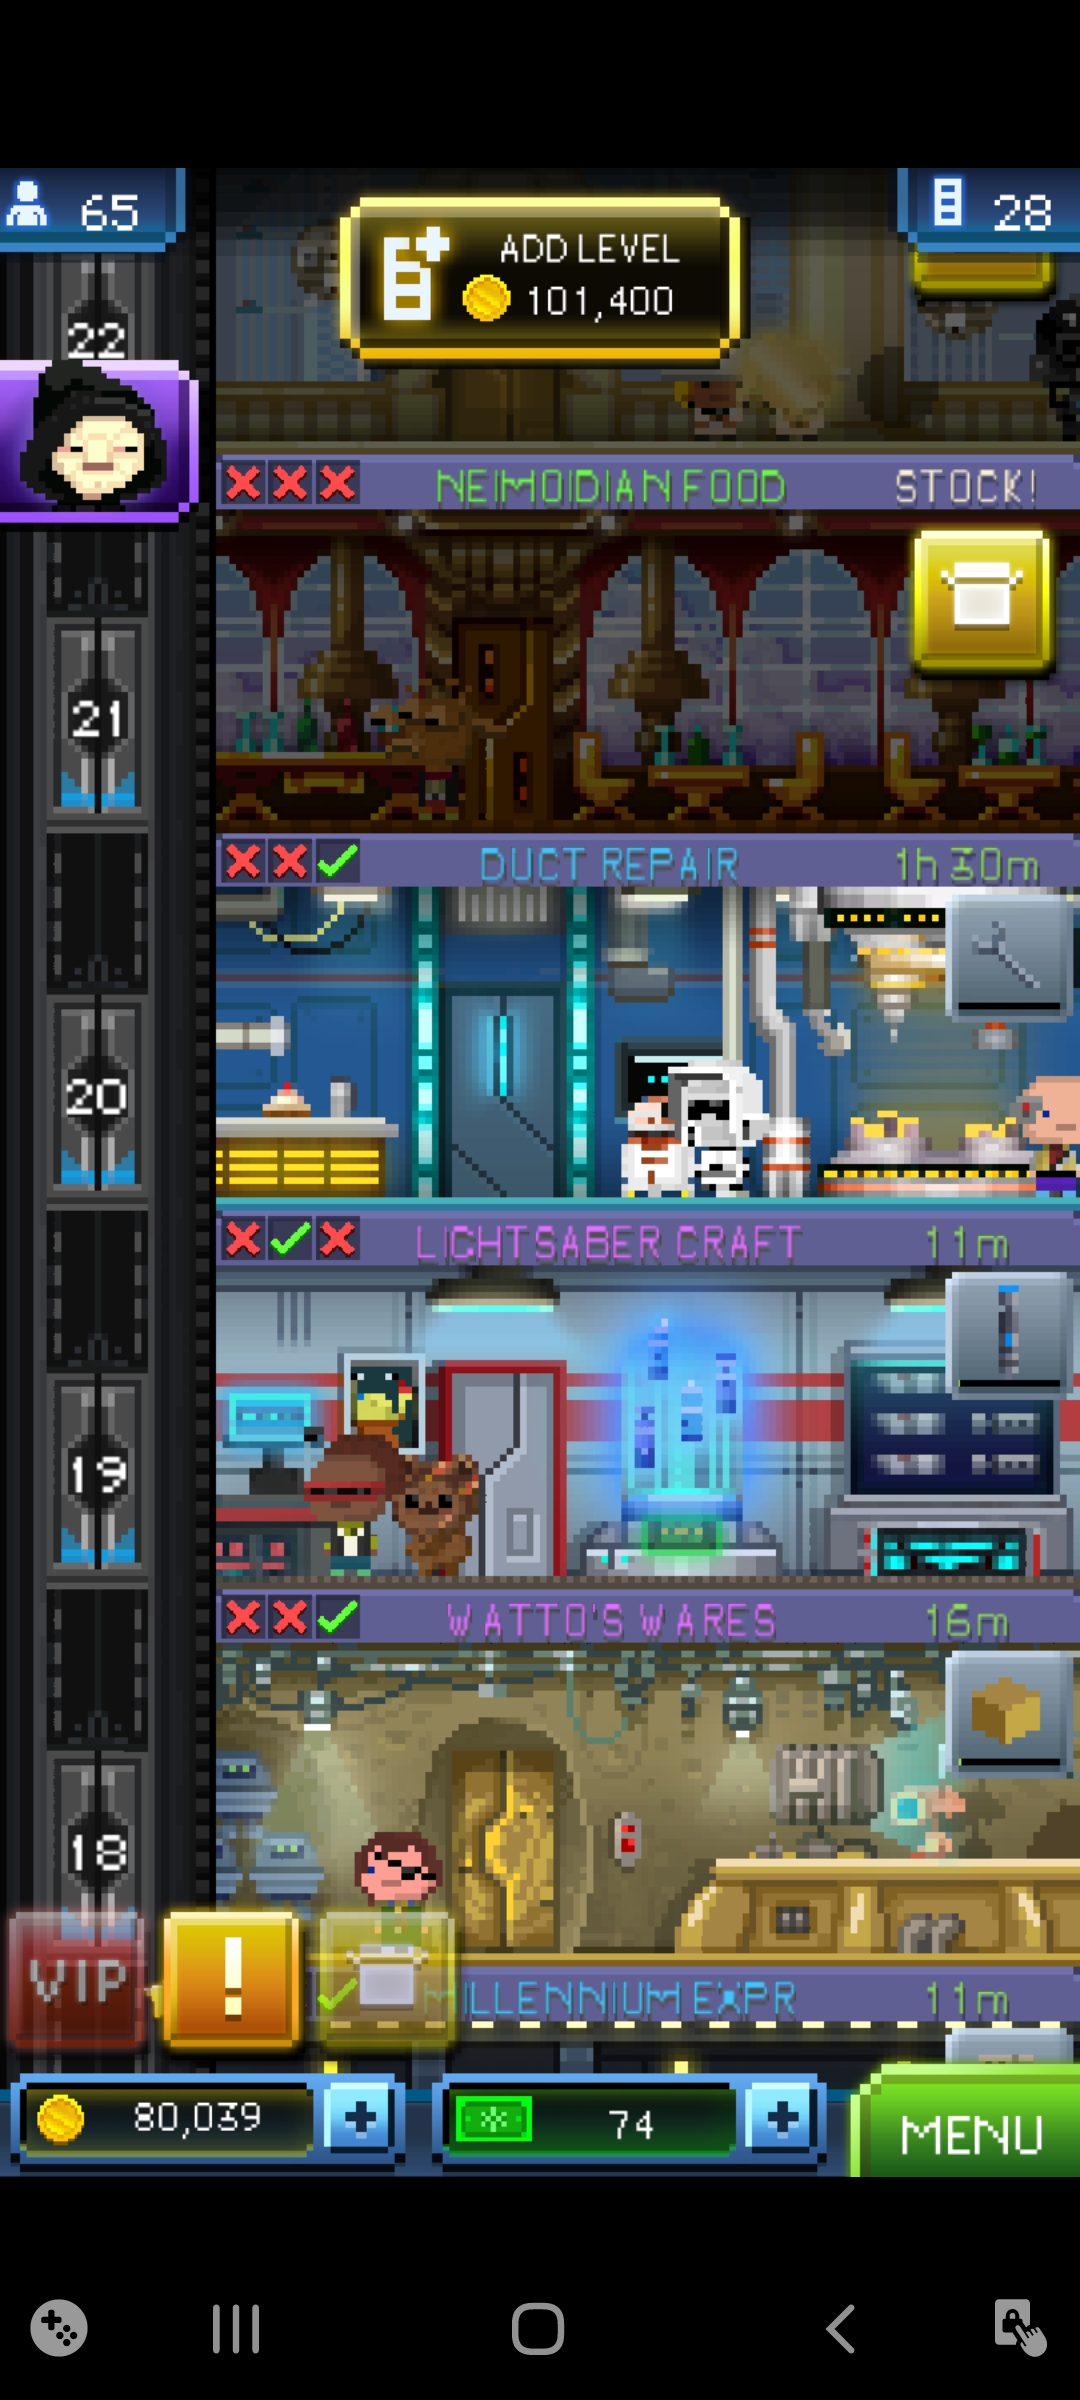 65
ADD LEVEL
101,400
28
22
NEIMOIDIAN FOOD
STOCK!
21
DUCT REPAIR
1h 30m
20
LIGHTSABER CRAFT
11m
19
WATTO'S WARES
16m
18
VIP
!
MILLENNIUM EXPR
11m
80,039
+
74
+
MENU